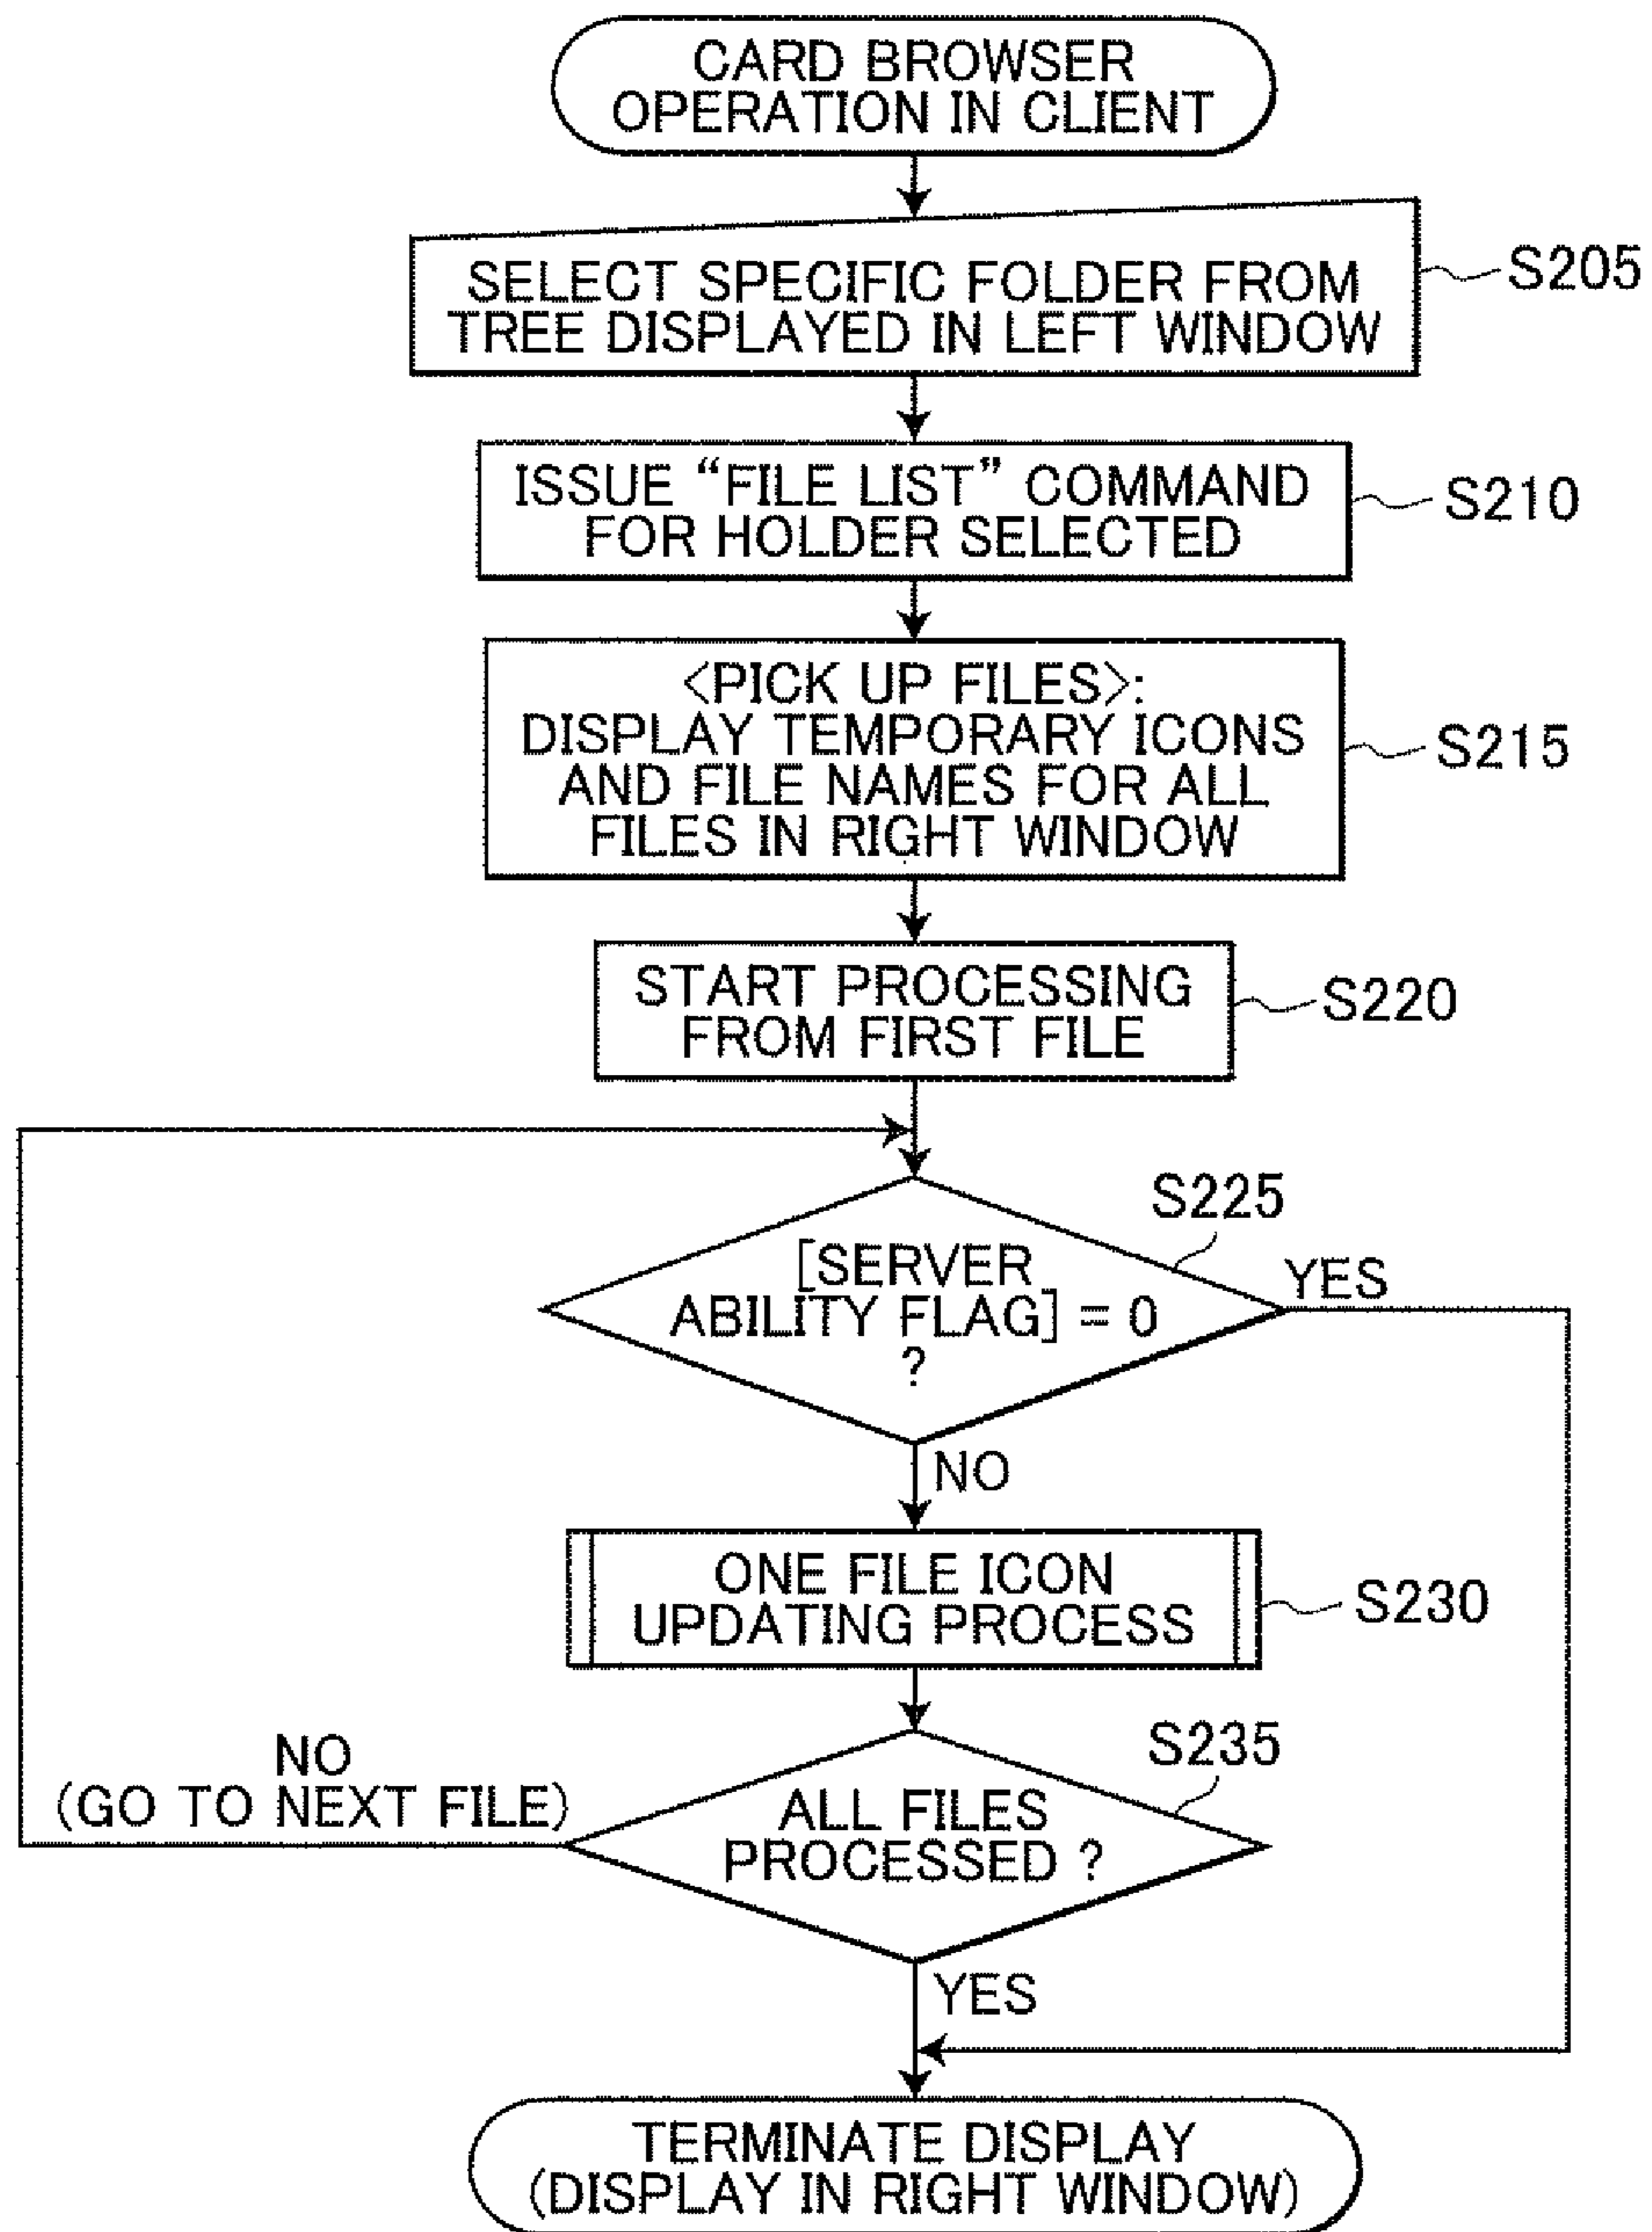 CARD BROWSER
OPERATION IN CLIENT
SELECT SPECIFIC FOLDER FROM
TREE DISPLAYED IN LEFT WINDOW
S205
ISSUE “FILE LIST” COMMAND
FOR HOLDER SELECTED
S210
<PICK UP FILES>:
DISPLAY TEMPORARY ICONS
AND FILE NAMES FOR ALL
FILES IN RIGHT WINDOW
S215
START PROCESSING
FROM FIRST FILE
S220
S225
[SERVER
ABILITY FLAG] = 0
?
YES
NO
ONE FILE ICON
UPDATING PROCESS
S230
S235
NO
(GO TO NEXT FILE)
ALL FILES
PROCESSED ?
YES
TERMINATE DISPLAY
(DISPLAY IN RIGHT WINDOW)